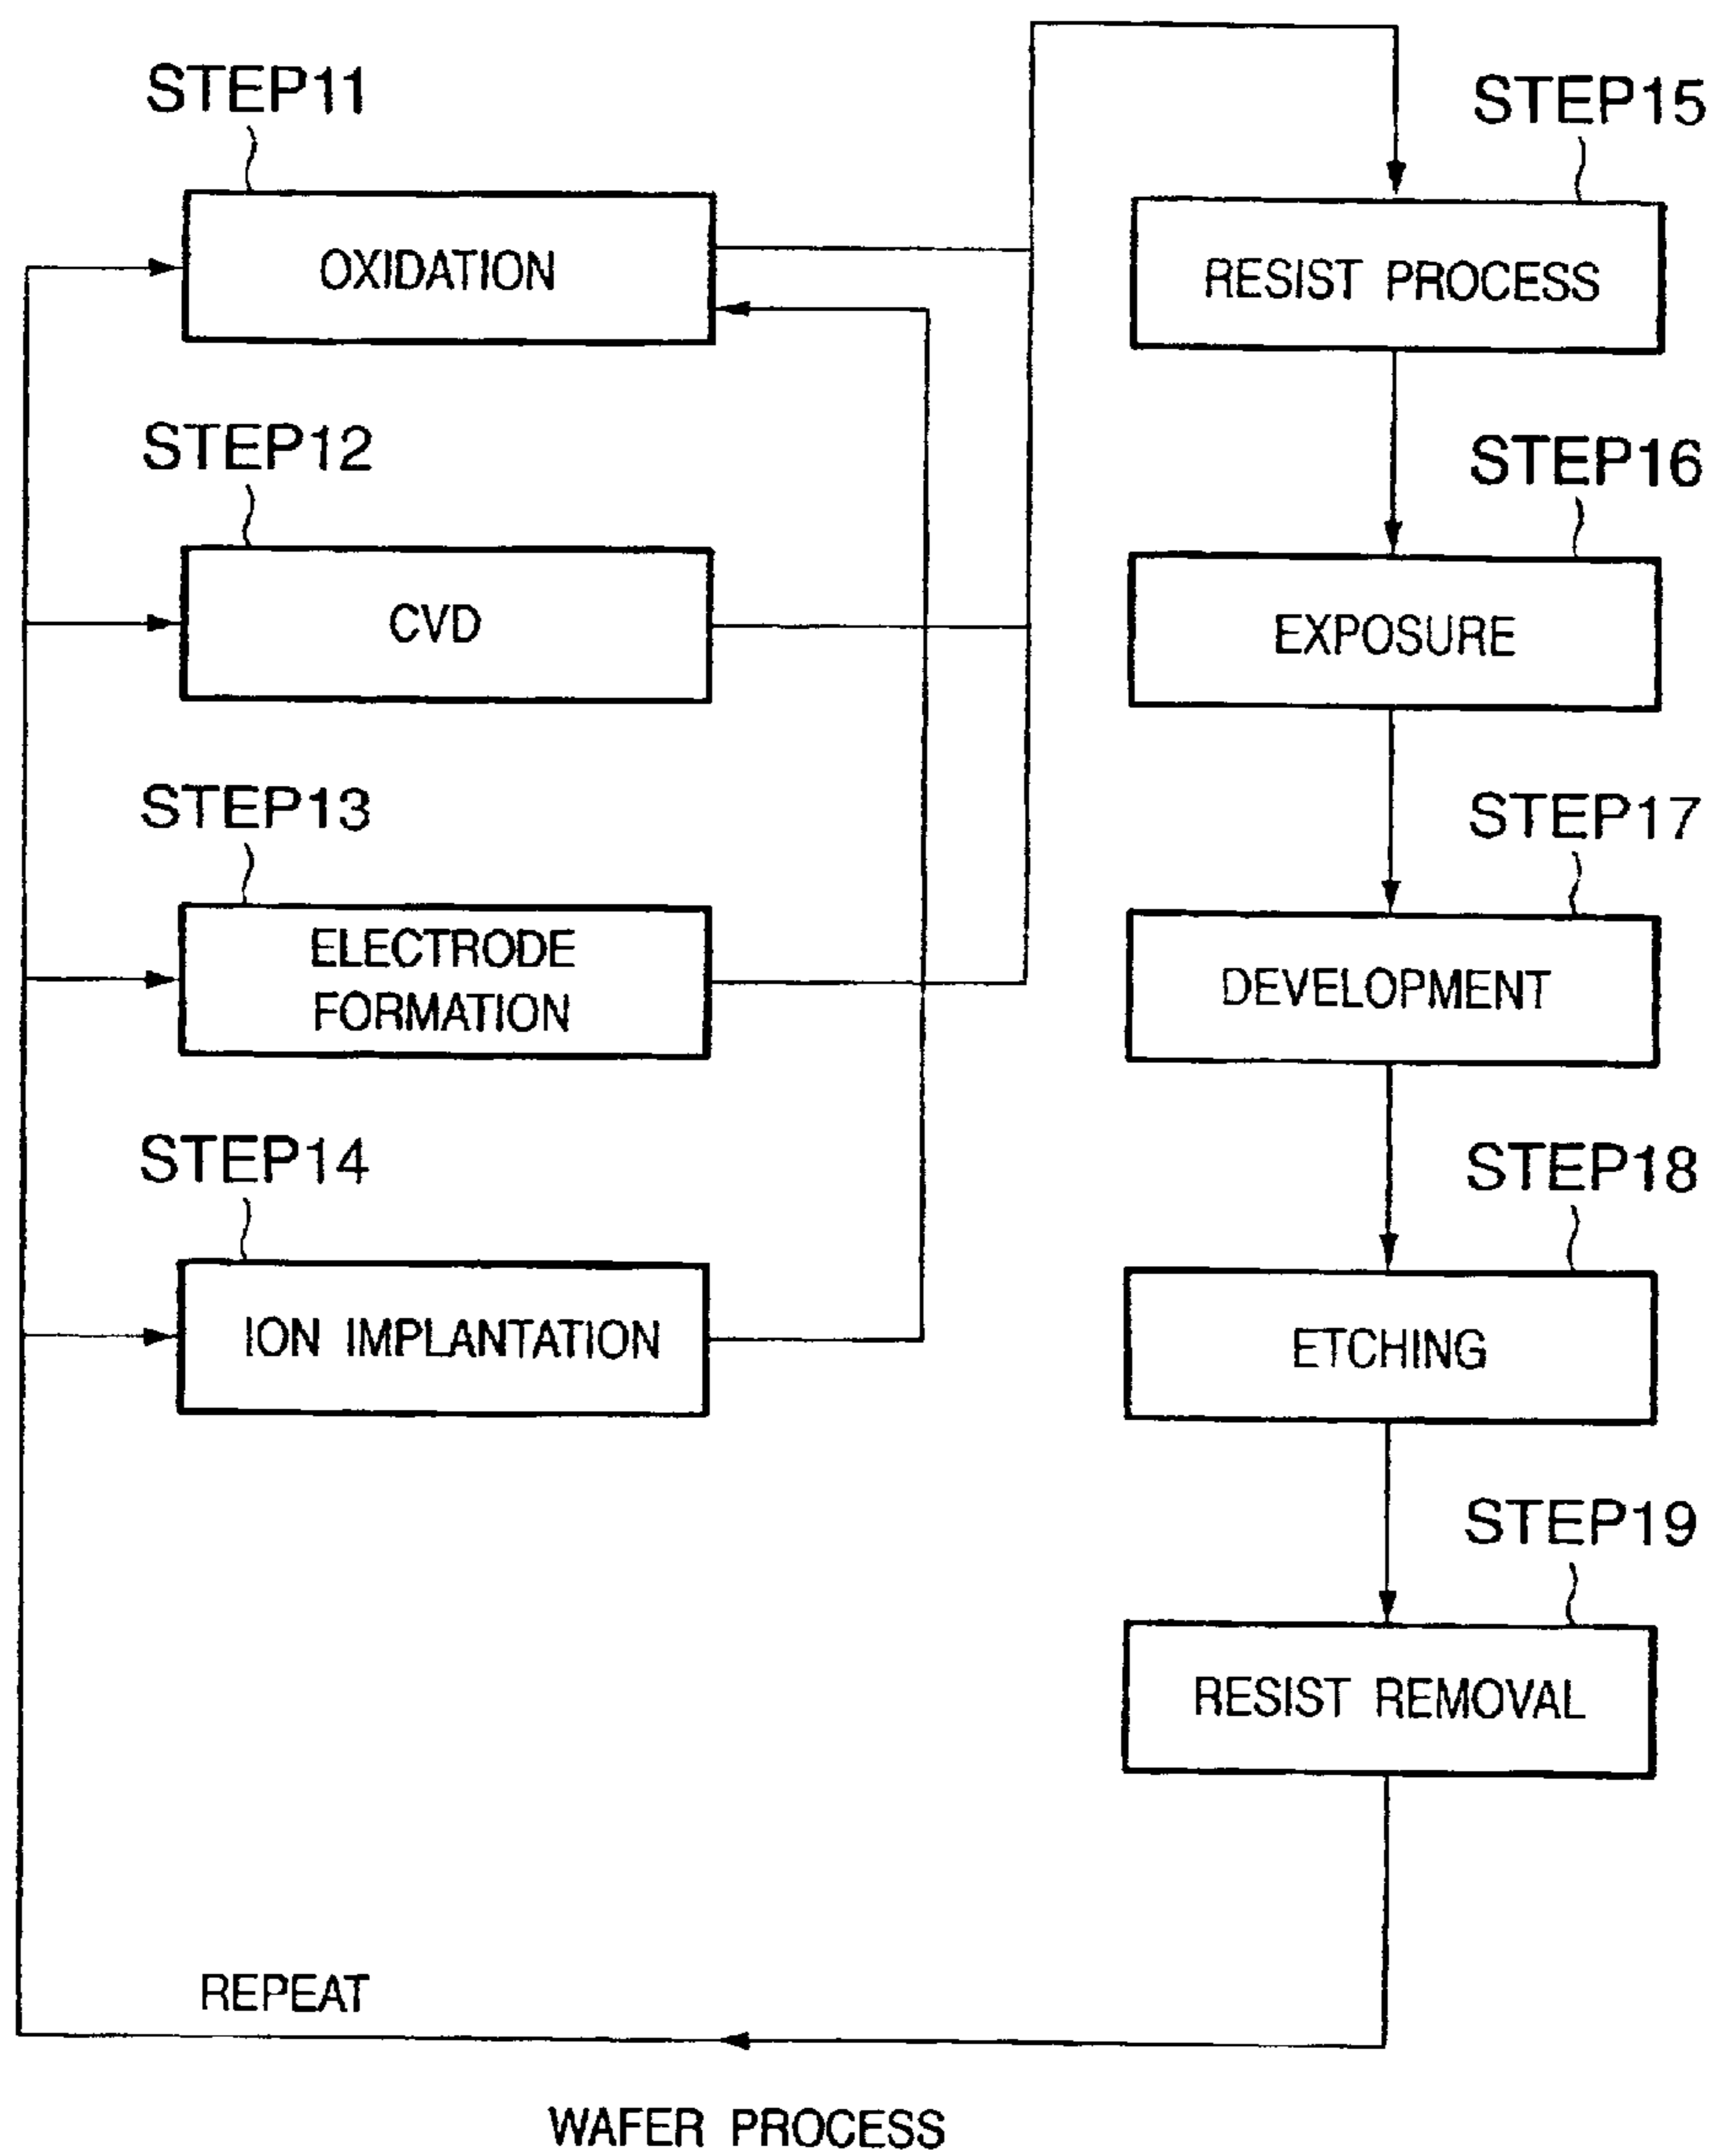 STEP11
OXIDATION
STEP12
CVD
STEP13
ELECTRODE
FORMATION
STEP14
ION IMPLANTATION
STEP15
RESIST PROCESS
STEP16
EXPOSURE
STEP17
DEVELOPMENT
STEP18
ETCHING
STEP19
RESIST REMOVAL
REPEAT
WAFER PROCESS